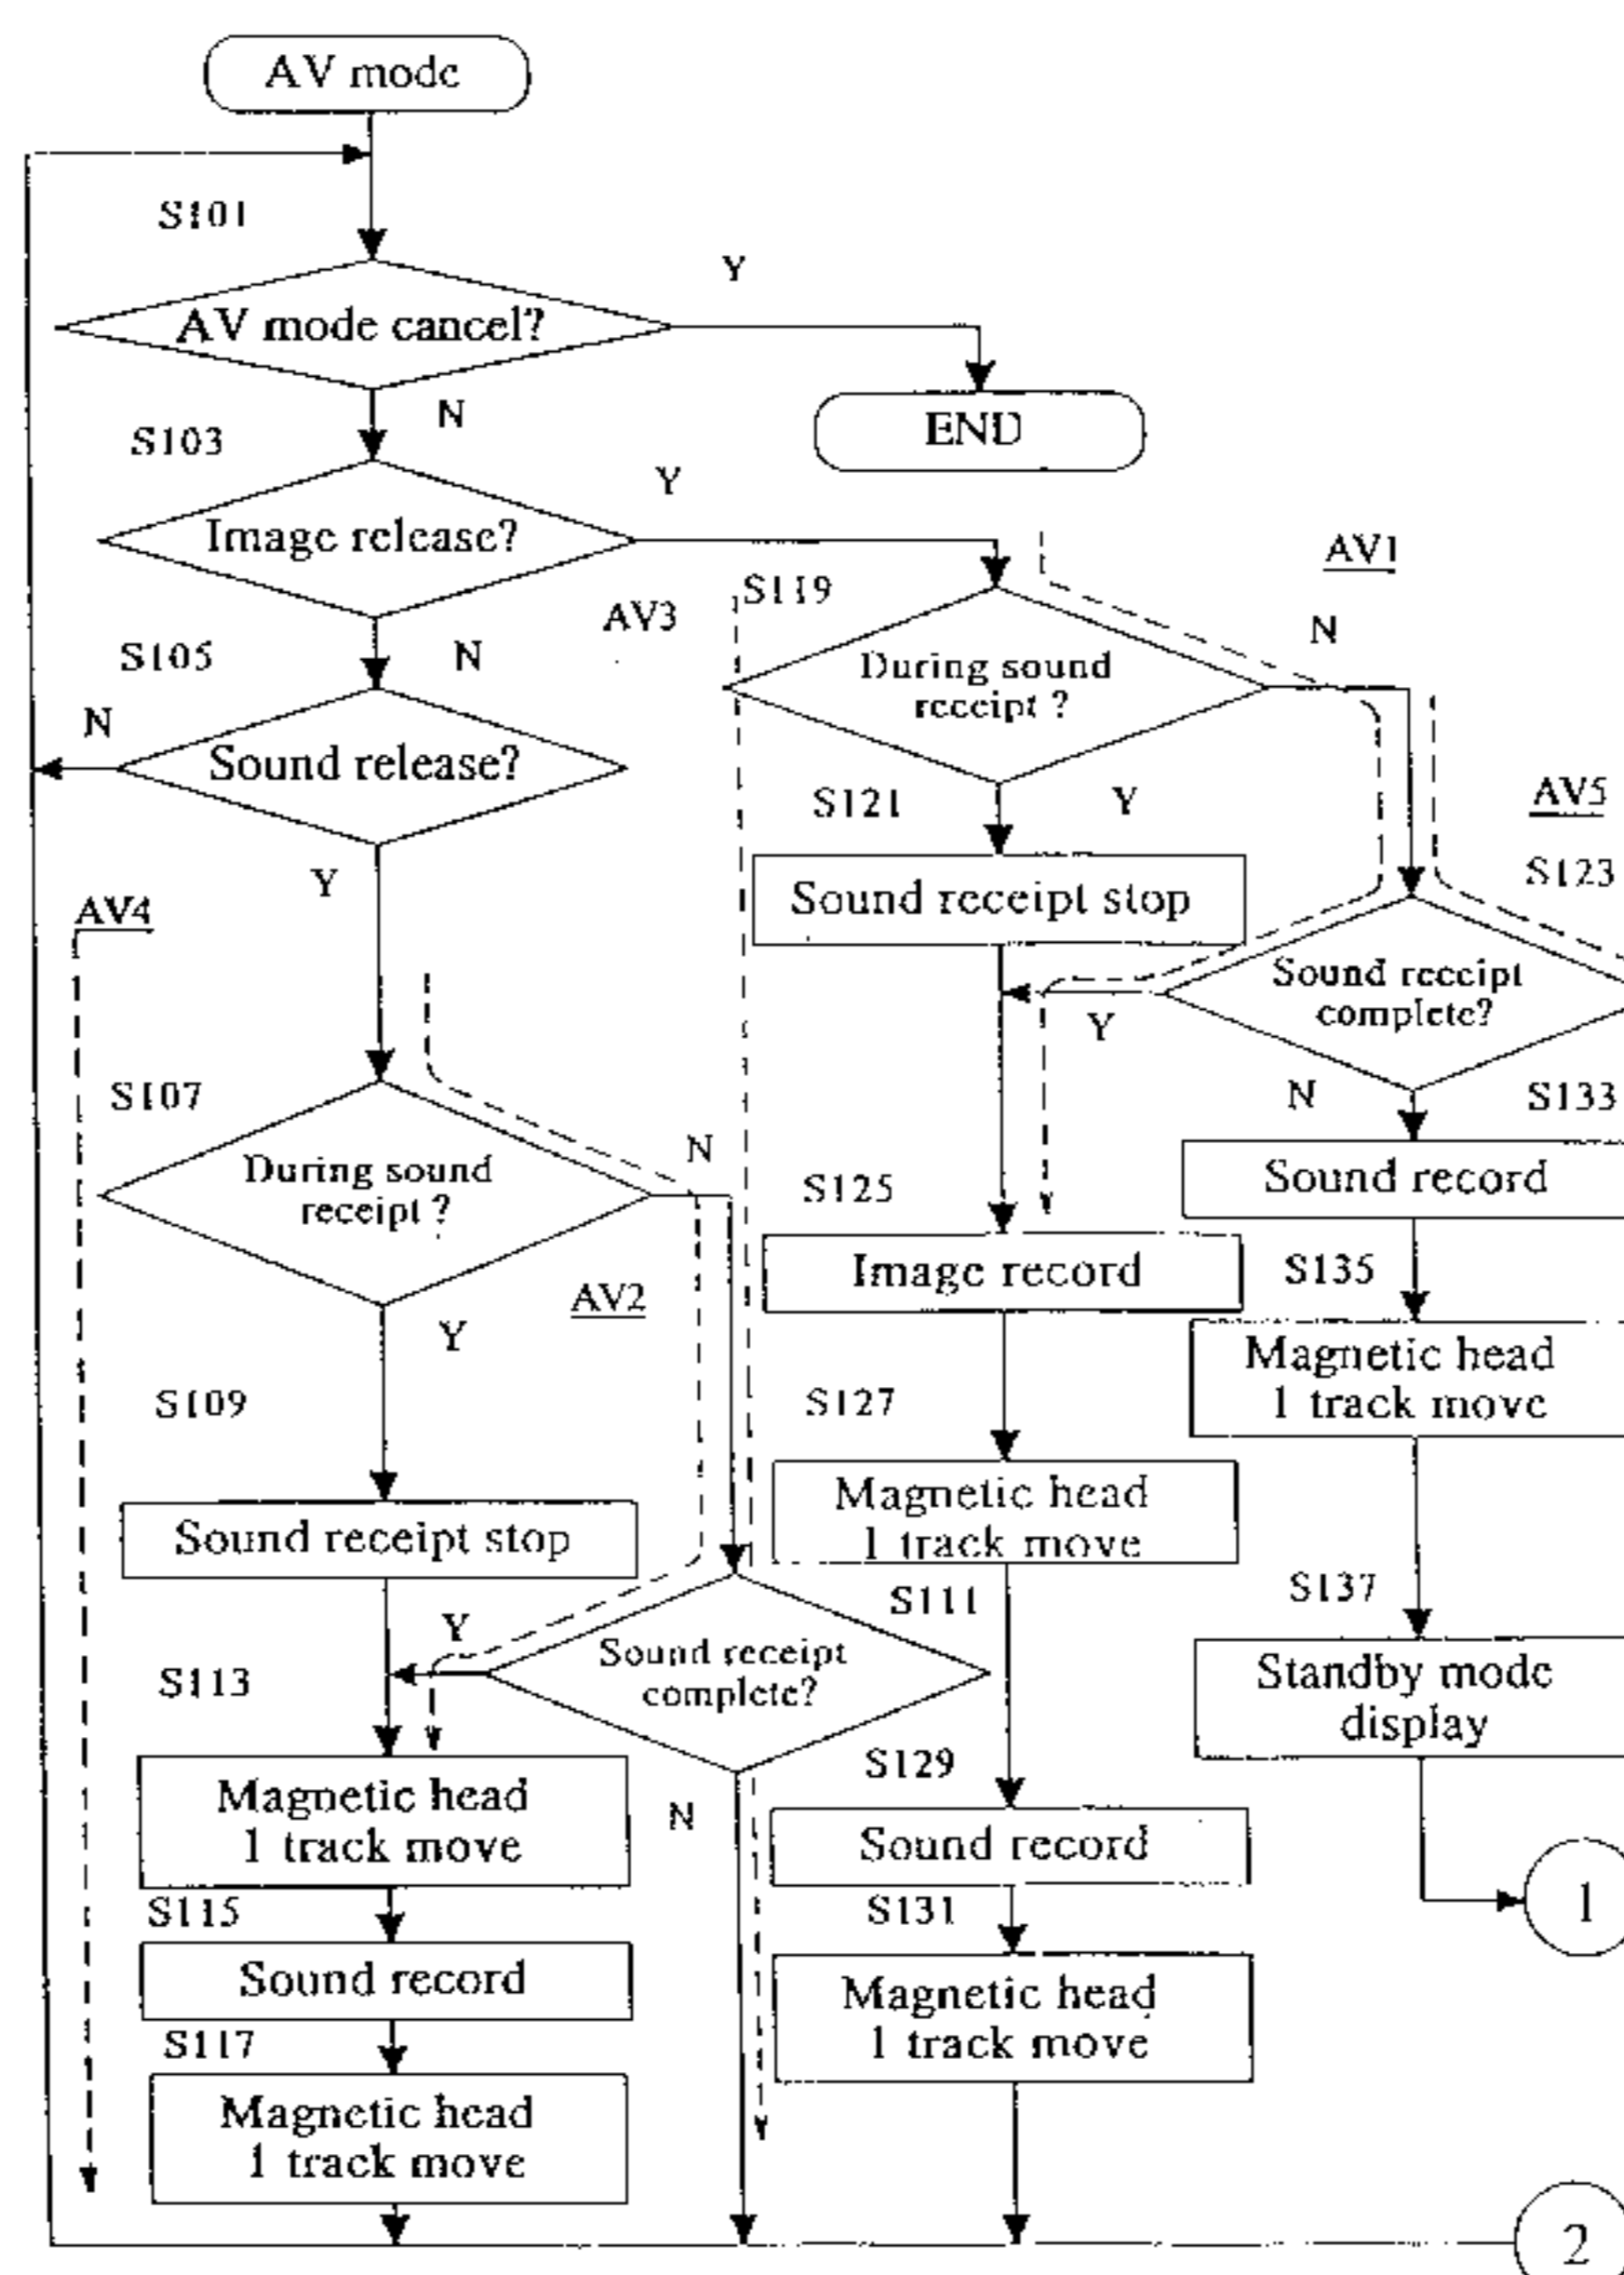 AV mode
S101
Y
AV mode cancel?
N
END
S103
Y
Image release?
AV1
S119
AV3
N
S105
N
During sound
receipt ?
N
Sound release?
S121
Y
AV5
Y
S123
Sound receipt stop
AV4
Sound receipt
complete?
Y
S107
N
S133
N
During sound
receipt ?
Sound record
S125
Image record
S135
AV2
Y
Magnetic head
1 track move
S109
S127
Magnetic head
1 track move
Sound receipt stop
S137
S111
Y
Sound receipt
complete?
Standby mode
display
S113
S129
Magnetic head
1 track move
N
Sound record
1
S115
S131
Sound record
Magnetic head
1 track move
S117
Magnetic head
1 track move
2